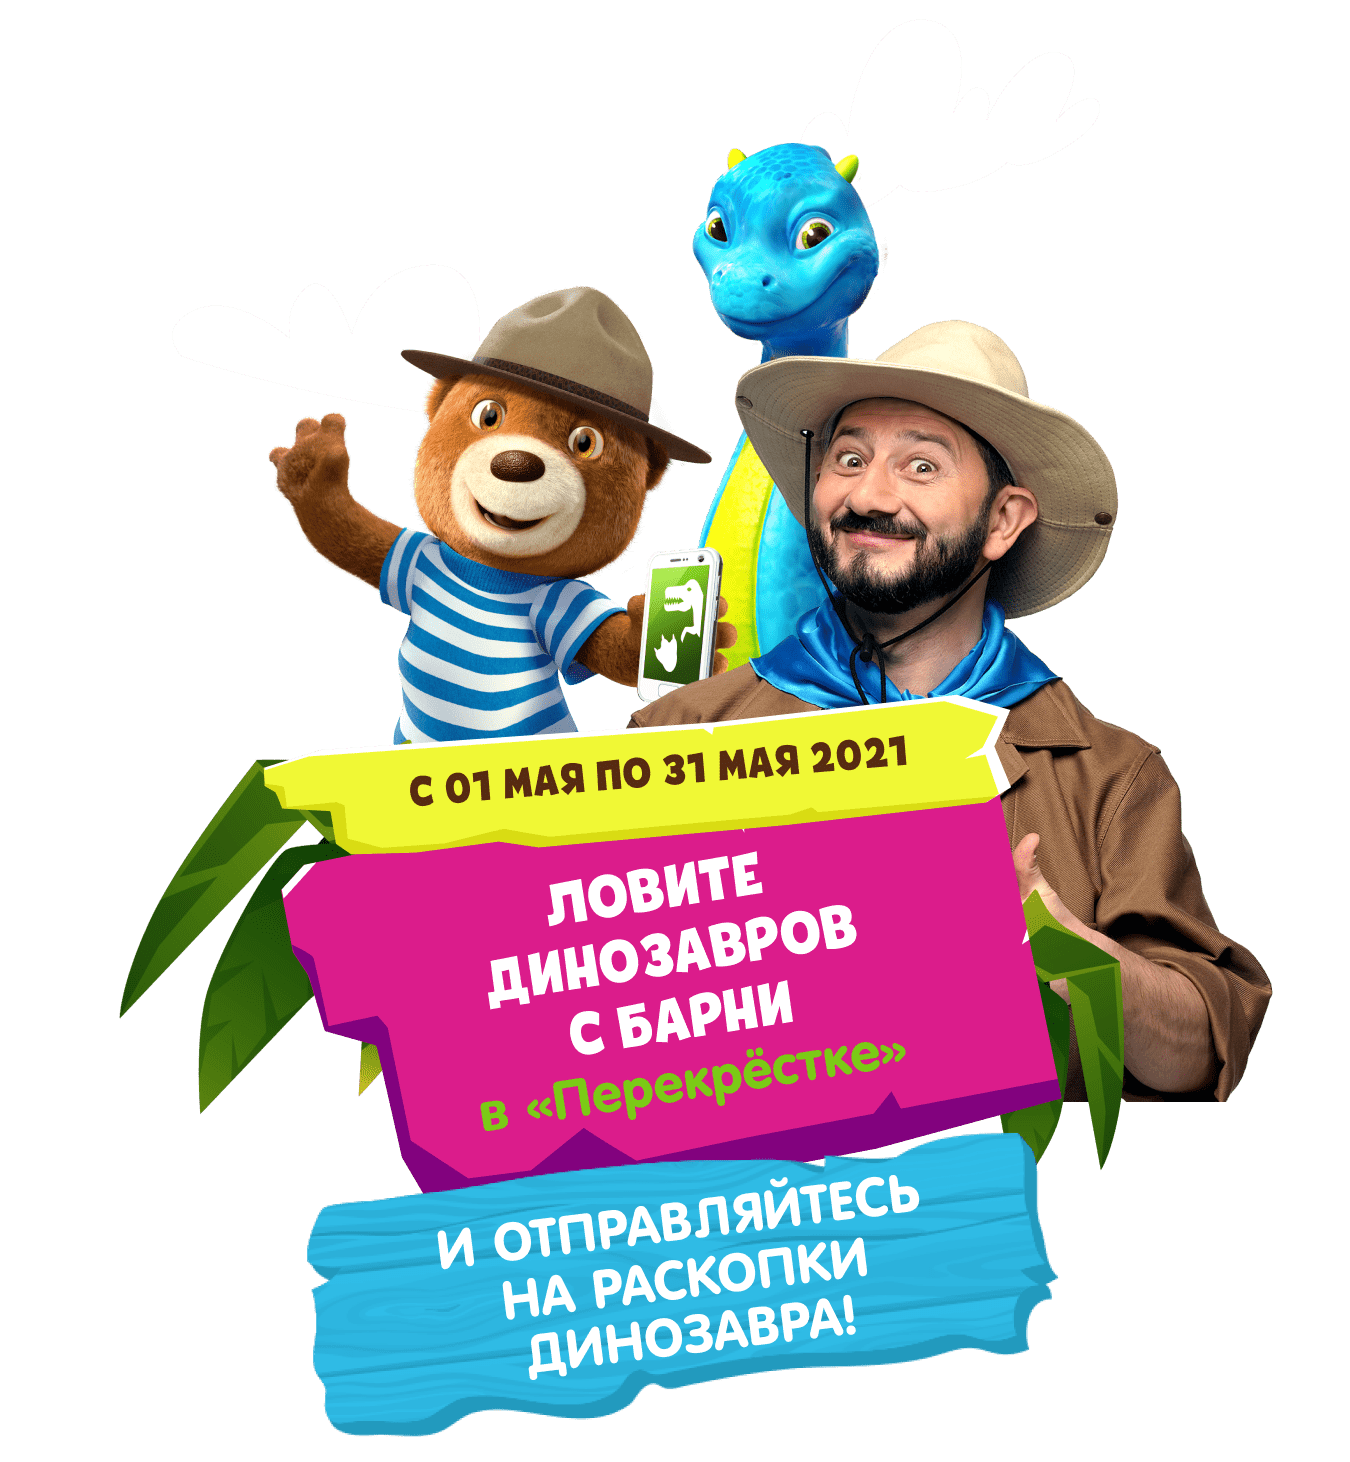 С 01 МАЯ ПО 31 МАЯ 2021
ЛОВИТЕ
ДИНОЗАВРОВ
С БАРНИ
в «Перекрёстке»
И ОТПРАВЛЯЙТЕСЬ
НА РАСКОПКИ
ДИНОЗАВРА!